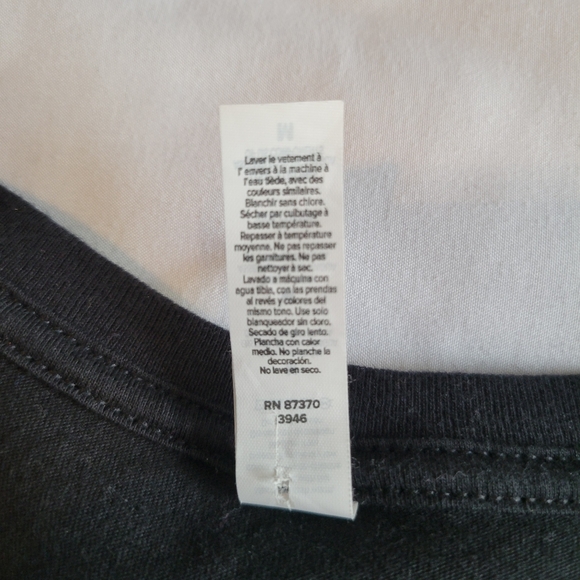 Laver le vetement à
l' envers à la machine à
l'eau tiède, avec des
couleurs similaires.
Blanchir sans chlore.
Sécher par culbutage à
basse température.
Repasser à température
moyenne. Ne pas repasser
les garnitures. Ne pas
nettoyer à sec.
Lavado a máquina con
agua tibia, con las prendas
al revés y colores del
mismo tono. Use solo
blanqueador sin cloro.
Secado de giro lento.
Plancha con calor
medio. No planche la
decoración.
No lave en seco.
RN 87370
3946